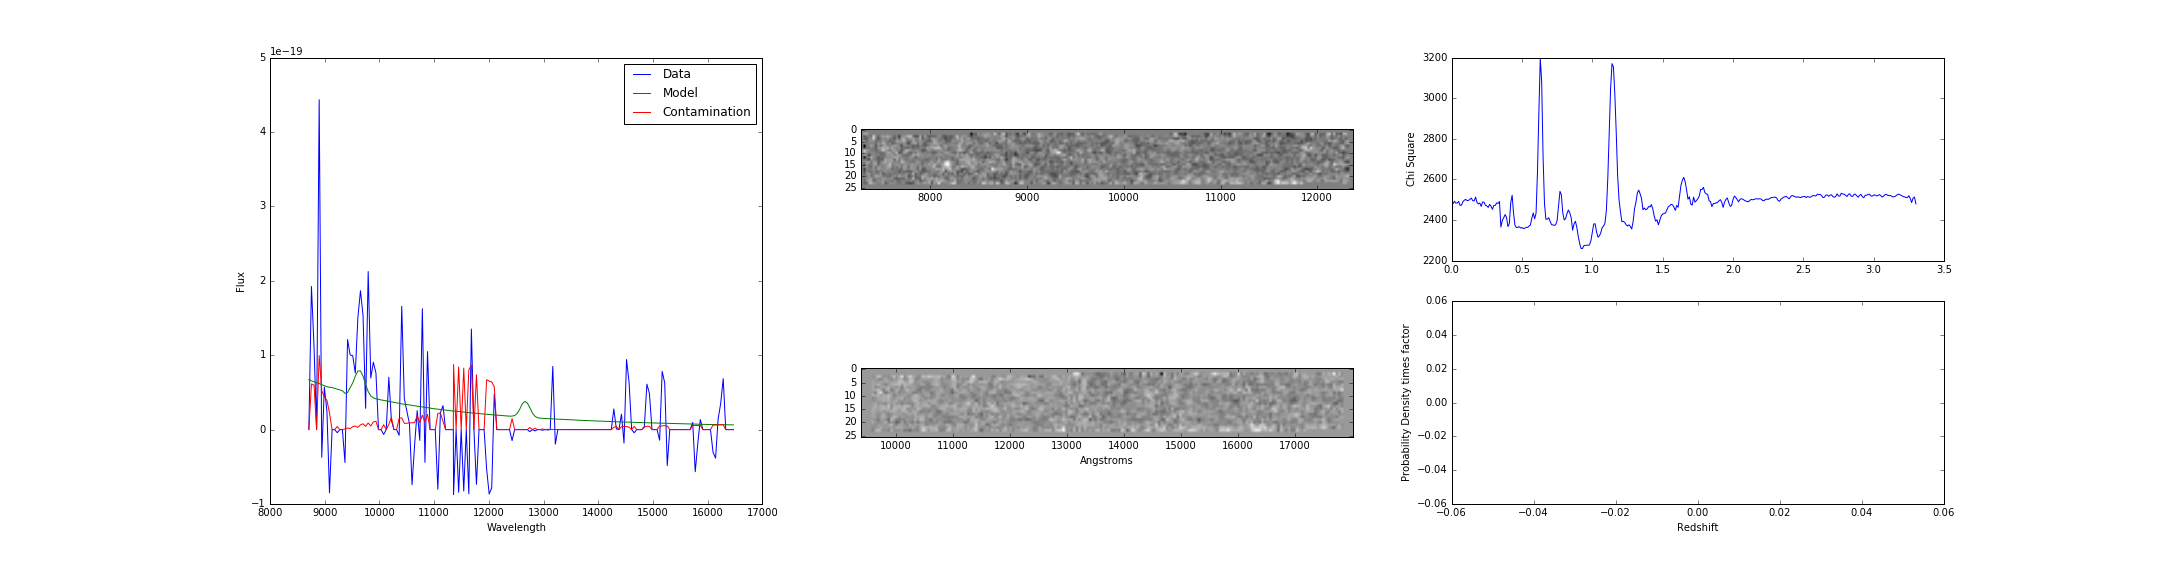 1e−19
5
4
3
2
1
0
−1
Flux
8000 9000 10000 11000 12000 13000 14000 15000 16000 17000
Wavelength
Data
Model
Contamination
0
5
10
15
20
25
8000 9000 10000 11000 12000
0
5
10
15
20
25
10000 11000 12000 13000 14000 15000 16000 17000
Angstroms
3200
3000
2800
2600
2400
2200
Chi Square
0.0 0.5 1.0 1.5 2.0 2.5 3.0 3.5
0.06
0.04
0.02
0.00
−0.02
−0.04
−0.06
Probability Density times factor
−0.06 −0.04 −0.02 0.00 0.02 0.04 0.06
Redshift